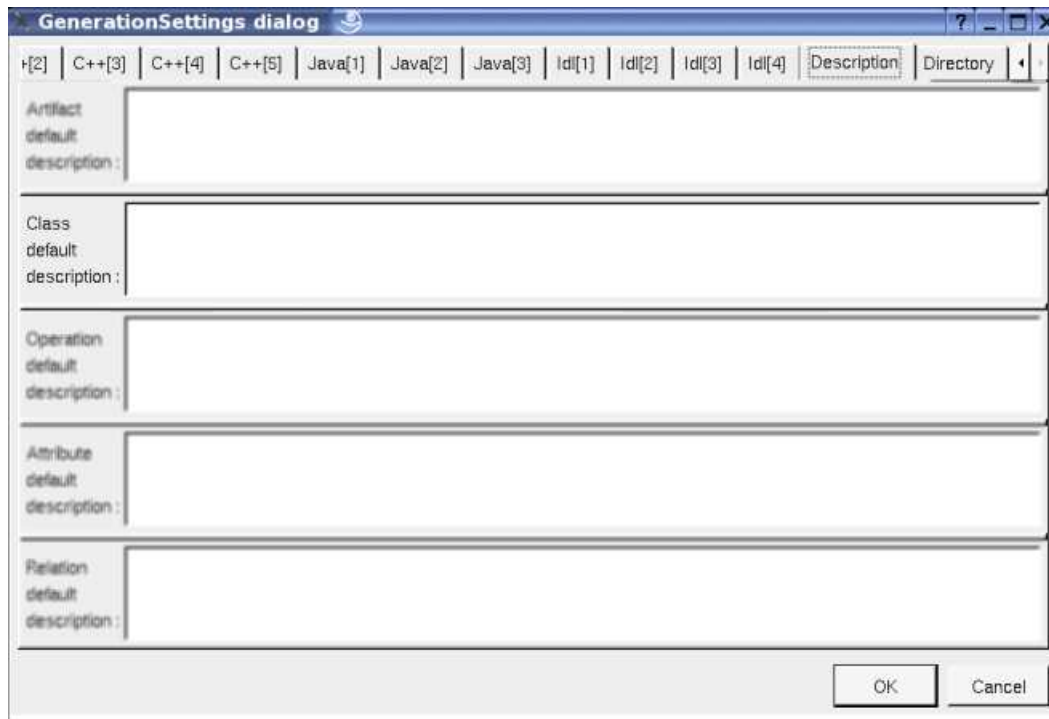 GenerationSettings dialog
+[2] C++[3] C++[4] C++[5] Java[1] Java[2] Java[3] Idl[1] Idl[2] Idl[3] Idl[4] Description Directory
Artifact
default
description :
Class
default
description :
Operation
default
description :
Attribute
default
description :
Relation
default
description :
OK Cancel